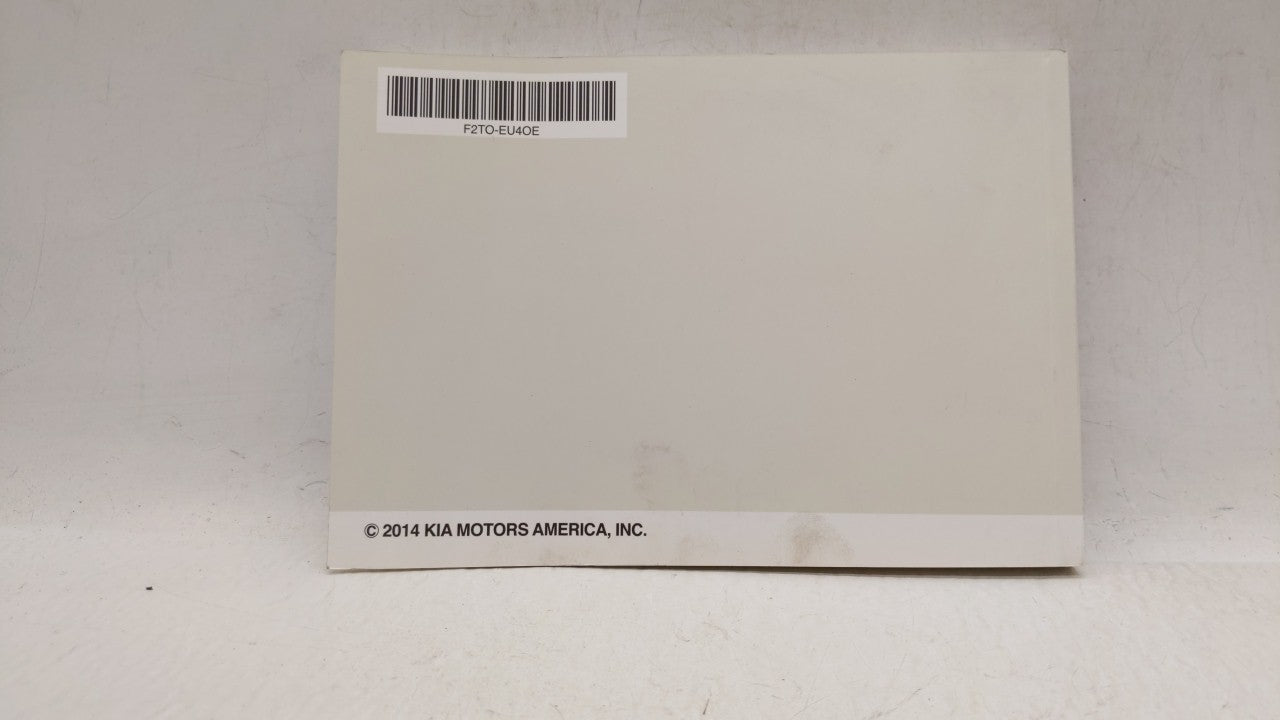 F2TO-EU4OE
© 2014 KIA MOTORS AMERICA, INC.